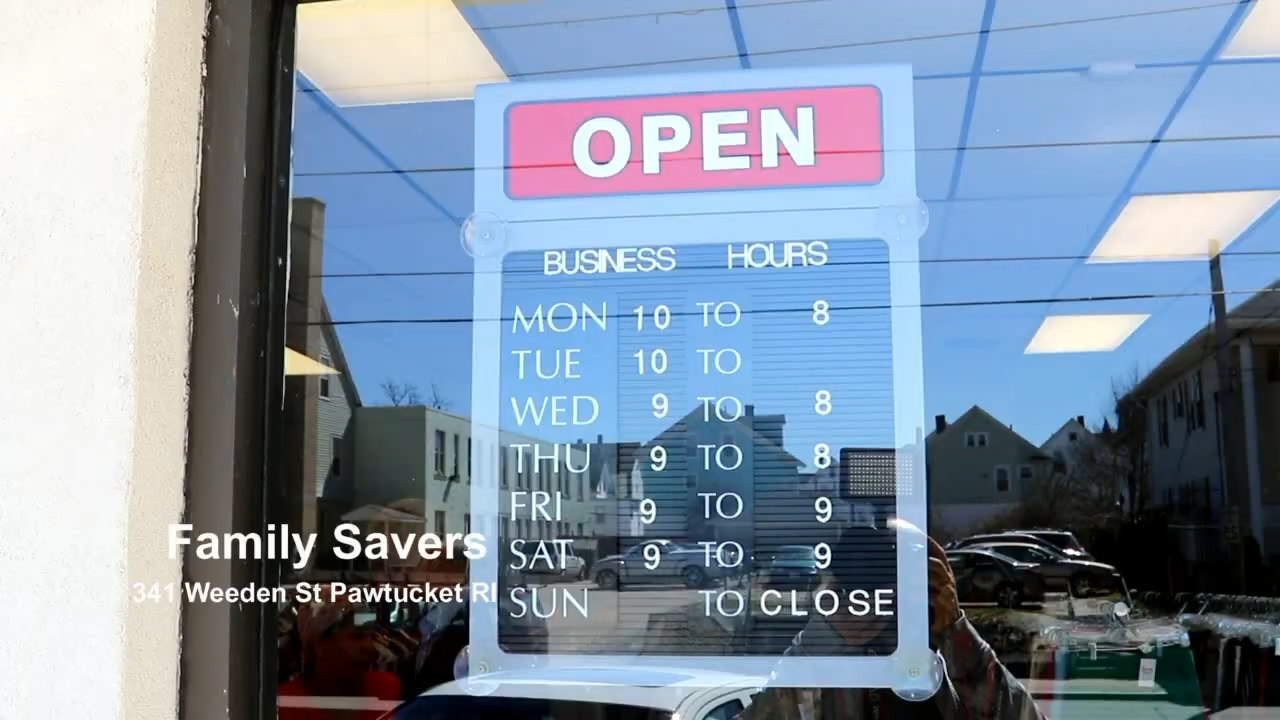 OPEN
BUSINESS HOURS
MON 10 TO 8
TUE 10 TO
WED 9 TO 8
THU 9 TO 8
FRI 9 TO 9
SAT 9 TO 9
SUN TO CLOSE
Family Savers
341 Weeden St Pawtucket RI